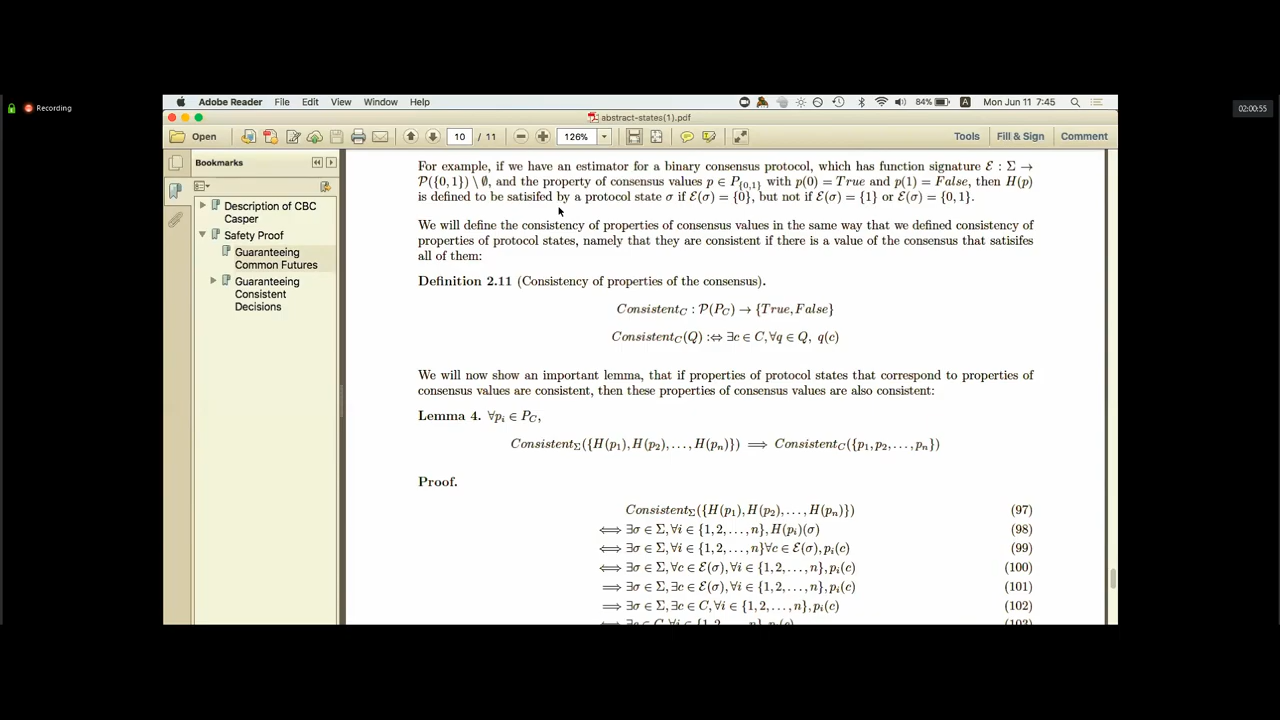 Recording
02:00:55
Adobe Reader File Edit View Window Help
84% A Mon Jun 11 7:45
abstract-states{1}.pdf
Open 10 / 11 126% Tools Fill & Sign Comment
Bookmarks
Description of CBC
Casper
Safety Proof
Guaranteeing
Common Futures
Guaranteeing
Consistent
Decisions
For example, if we have an estimator for a binary consensus protocol, which has function signature ℰ : Σ →
𝒫({0, 1}) \ ∅, and the property of consensus values p ∈ P_{0,1} with p(0) = True and p(1) = False, then H(p)
is defined to be satisifed by a protocol state σ if ℰ(σ) = {0}, but not if ℰ(σ) = {1} or ℰ(σ) = {0, 1}.
We will define the consistency of properties of consensus values in the same way that we defined consistency of
properties of protocol states, namely that they are consistent if there is a value of the consensus that satisifes
all of them:
Definition 2.11 (Consistency of properties of the consensus).
Consistent_C : 𝒫(P_C) → {True, False}
Consistent_C(Q) :⇔ ∃c ∈ C, ∀q ∈ Q, q(c)
We will now show an important lemma, that if properties of protocol states that correspond to properties of
consensus values are consistent, then these properties of consensus values are also consistent:
Lemma 4. ∀p_i ∈ P_C,
Consistent_Σ({H(p_1), H(p_2), . . . , H(p_n)}) ⟹ Consistent_C({p_1, p_2, . . . , p_n})
Proof.
Consistent_Σ({H(p_1), H(p_2), . . . , H(p_n)}) (97)
⟺ ∃σ ∈ Σ, ∀i ∈ {1, 2, . . . , n}, H(p_i)(σ) (98)
⟺ ∃σ ∈ Σ, ∀i ∈ {1, 2, . . . , n}∀c ∈ ℰ(σ), p_i(c) (99)
⟺ ∃σ ∈ Σ, ∀c ∈ ℰ(σ), ∀i ∈ {1, 2, . . . , n}, p_i(c) (100)
⟹ ∃σ ∈ Σ, ∃c ∈ ℰ(σ), ∀i ∈ {1, 2, . . . , n}, p_i(c) (101)
⟹ ∃σ ∈ Σ, ∃c ∈ C, ∀i ∈ {1, 2, . . . , n}, p_i(c) (102)